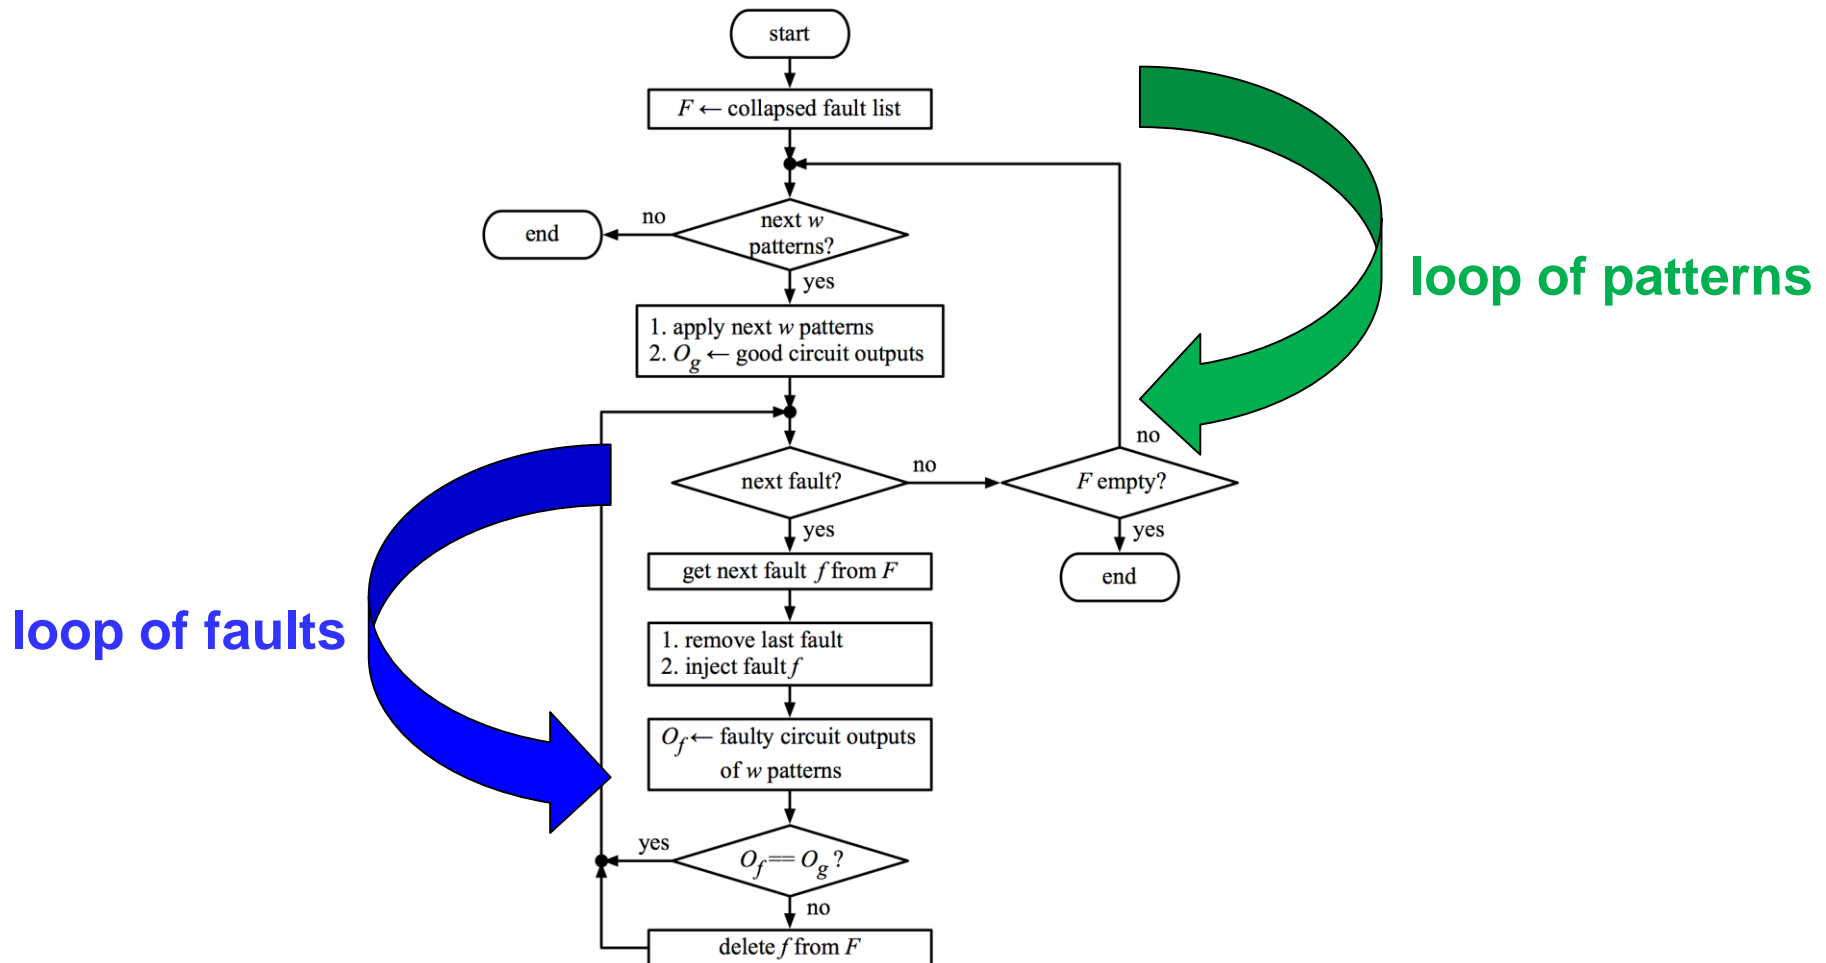 start
F ← collapsed fault list
next w
patterns?
no
end
yes
1. apply next w patterns
2. Og ← good circuit outputs
loop of patterns
next fault?
no
F empty?
no
yes
end
yes
get next fault f from F
1. remove last fault
2. inject fault f
loop of faults
Of ← faulty circuit outputs
of w patterns
Of == Og ?
yes
no
delete f from F